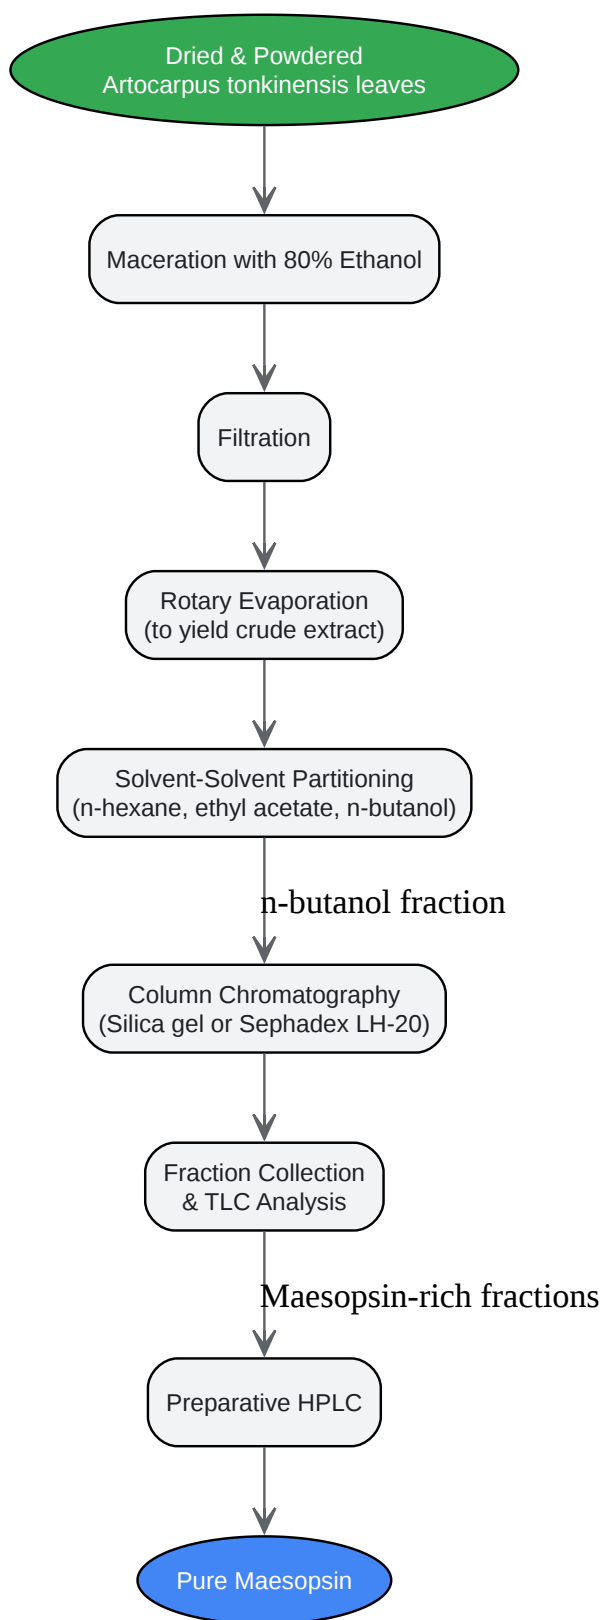 Dried & Powdered
Artocarpus tonkinensis leaves
Maceration with 80% Ethanol
Filtration
Rotary Evaporation
(to yield crude extract)
Solvent-Solvent Partitioning
(n-hexane, ethyl acetate, n-butanol)
n-butanol fraction
Column Chromatography
(Silica gel or Sephadex LH-20)
Fraction Collection
& TLC Analysis
Maesopsin-rich fractions
Preparative HPLC
Pure Maesopsin